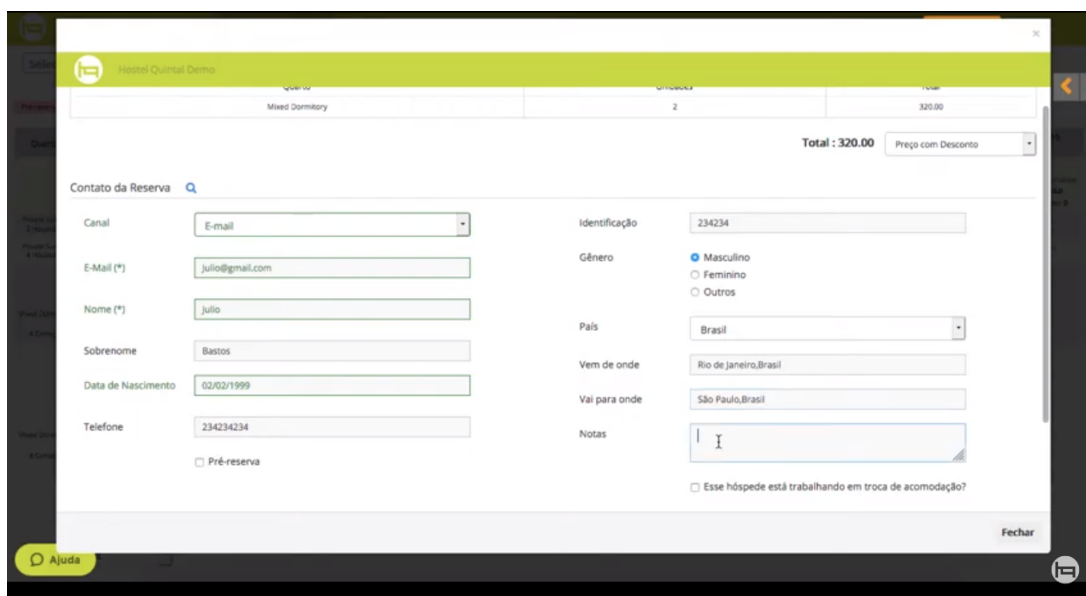 ×
Hostel Quintal Demo
Quarto Unidades Total
Mixed Dormitory 2 320.00
Total : 320.00 Preço com Desconto
Contato da Reserva
Canal E-mail
E-Mail (*) julio@gmail.com
Nome (*) Julio
Sobrenome Bastos
Data de Nascimento 02/02/1999
Telefone 234234234
Pré-reserva
Identificação 234234
Gênero Masculino
Feminino
Outros
País Brasil
Vem de onde Rio de Janeiro,Brasil
Vai para onde São Paulo,Brasil
Notas
Esse hóspede está trabalhando em troca de acomodação?
Fechar
Ajuda